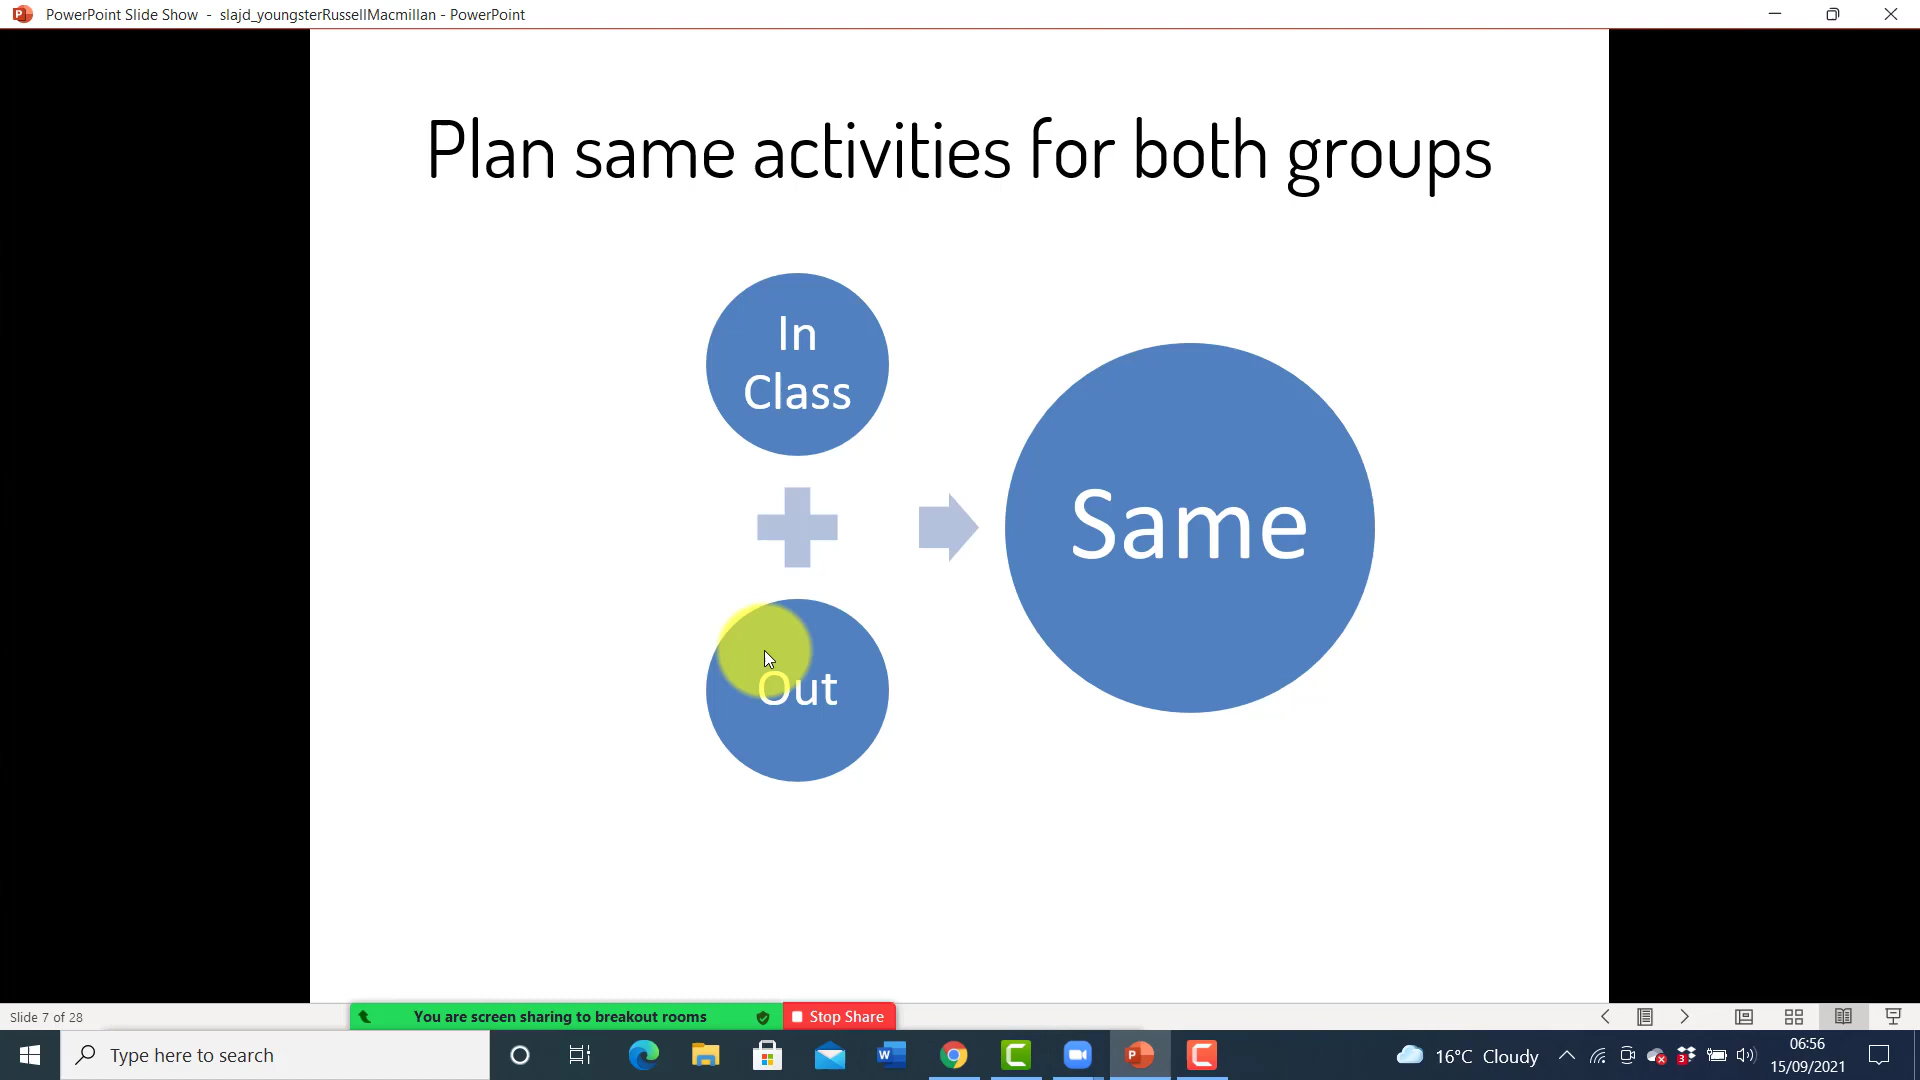 PowerPoint Slide Show - slajd_youngsterRussellMacmillan - PowerPoint
Plan same activities for both groups
In
Class
Same
Out
Slide 7 of 28
You are screen sharing to breakout rooms
Stop Share
Type here to search
16°C Cloudy
3
06:56
15/09/2021